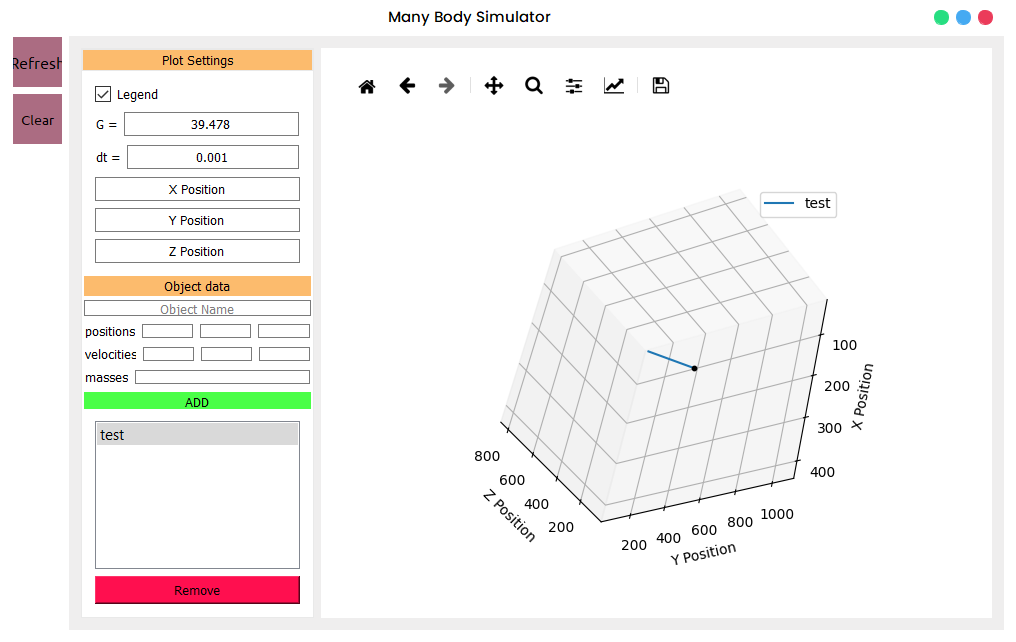 Many Body Simulator
Refresh
Clear
Plot Settings
Legend
G = 39.478
dt = 0.001
X Position
Y Position
Z Position
Object data
Object Name
positions
velocities
masses
ADD
test
Remove
test
100
200
300
400
X Position
800
600
400
200
Z Position
200
400
600
800
1000
Y Position